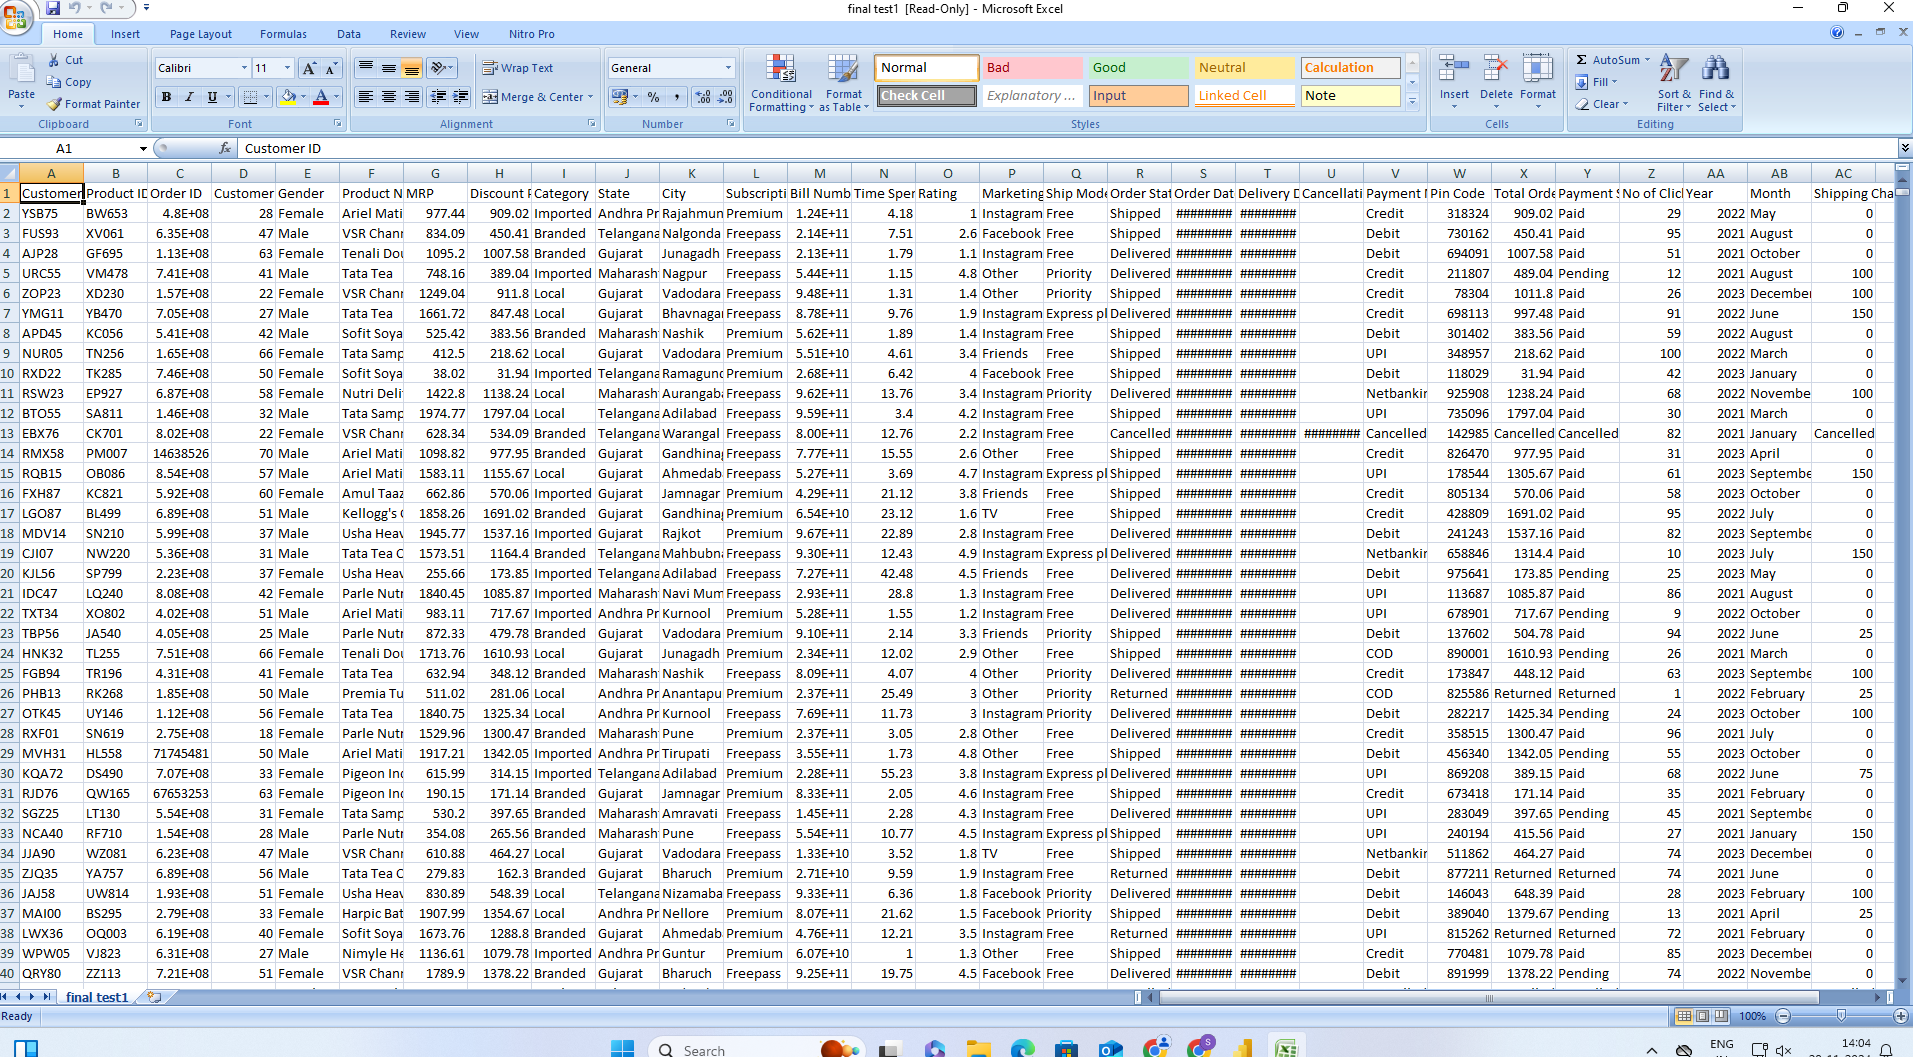 final test1 [Read-Only] - Microsoft Excel
Home Insert Page Layout Formulas Data Review View Nitro Pro
Paste Cut Copy Format Painter Clipboard
Calibri 11 B I U Font
Wrap Text Merge & Center Alignment
General % , Number
Conditional Formatting Format as Table
Normal Bad Good Neutral Calculation
Check Cell Explanatory ... Input Linked Cell Note
Styles
Insert Delete Format Cells
Σ AutoSum Fill Clear Sort & Filter Find & Select Editing
A1 fx Customer ID
A B C D E F G H I J K L M N O P Q R S T U V W X Y Z AA AB AC
1 Customer Product ID Order ID Customer Gender Product N MRP Discount P Category State City Subscripti Bill Numb Time Sper Rating Marketing Ship Mode Order Stat Order Dat Delivery D Cancellati Payment M Pin Code Total Orde Payment S No of Clic Year Month Shipping Cha
2 YSB75 BW653 4.8E+08 28 Female Ariel Mati 977.44 909.02 Imported Andhra Pr Rajahmun Premium 1.24E+11 4.18 1 Instagram Free Shipped ######## ######## Credit 318324 909.02 Paid 29 2022 May 0
3 FUS93 XV061 6.35E+08 47 Male VSR Chanr 834.09 450.41 Branded Telangana Nalgonda Freepass 2.14E+11 7.51 2.6 Facebook Free Shipped ######## ######## Debit 730162 450.41 Paid 95 2021 August 0
4 AJP28 GF695 1.13E+08 63 Female Tenali Dou 1095.2 1007.58 Branded Gujarat Junagadh Freepass 2.13E+11 1.79 1.1 Instagram Free Delivered ######## ######## Debit 694091 1007.58 Paid 51 2021 October 0
5 URC55 VM478 7.41E+08 41 Male Tata Tea 748.16 389.04 Imported Maharash Nagpur Freepass 5.44E+11 1.15 4.8 Other Priority Shipped ######## ######## Credit 211807 489.04 Pending 12 2021 August 100
6 ZOP23 XD230 1.57E+08 22 Female VSR Chanr 1249.04 911.8 Local Gujarat Vadodara Freepass 9.48E+11 1.31 1.4 Other Priority Shipped ######## ######## Credit 78304 1011.8 Paid 26 2023 December 100
7 YMG11 YB470 7.05E+08 27 Male Tata Tea 1661.72 847.48 Local Gujarat Bhavnagar Freepass 8.78E+11 9.76 1.9 Instagram Express pl Delivered ######## ######## Credit 698113 997.48 Paid 91 2022 June 150
8 APD45 KC056 5.41E+08 42 Male Sofit Soya 525.42 383.56 Branded Maharash Nashik Premium 5.62E+11 1.89 1.4 Instagram Free Shipped ######## ######## Debit 301402 383.56 Paid 59 2022 August 0
9 NUR05 TN256 1.65E+08 66 Female Tata Samp 412.5 218.62 Local Gujarat Vadodara Premium 5.51E+10 4.61 3.4 Friends Free Shipped ######## ######## UPI 348957 218.62 Paid 100 2022 March 0
10 RXD22 TK285 7.46E+08 50 Female Sofit Soya 38.02 31.94 Imported Telangana Ramagund Premium 2.68E+11 6.42 4 Facebook Free Shipped ######## ######## Debit 118029 31.94 Paid 42 2023 January 0
11 RSW23 EP927 6.87E+08 58 Female Nutri Deli 1422.8 1138.24 Local Maharash Aurangaba Freepass 9.62E+11 13.76 3.4 Instagram Priority Delivered ######## ######## Netbankin 925908 1238.24 Paid 68 2022 Novembe 100
12 BTO55 SA811 1.46E+08 32 Male Tata Samp 1974.77 1797.04 Local Telangana Adilabad Freepass 9.59E+11 3.4 4.2 Instagram Free Shipped ######## ######## UPI 735096 1797.04 Paid 30 2021 March 0
13 EBX76 CK701 8.02E+08 22 Female VSR Chanr 628.34 534.09 Branded Telangana Warangal Freepass 8.00E+11 12.76 2.2 Instagram Free Cancelled ######## ######## ######## Cancelled 142985 Cancelled Cancelled 82 2021 January Cancelled
14 RMX58 PM007 14638526 70 Male Ariel Mati 1098.82 977.95 Branded Gujarat Gandhinag Freepass 7.77E+11 15.55 2.6 Other Free Shipped ######## ######## Credit 826470 977.95 Paid 31 2023 April 0
15 RQB15 OB086 8.54E+08 57 Male Ariel Mati 1583.11 1155.67 Local Gujarat Ahmedab Freepass 5.27E+11 3.69 4.7 Instagram Express pl Shipped ######## ######## UPI 178544 1305.67 Paid 61 2023 Septembe 150
16 FXH87 KC821 5.92E+08 60 Female Amul Taaz 662.86 570.06 Imported Gujarat Jamnagar Premium 4.29E+11 21.12 3.8 Friends Free Shipped ######## ######## Credit 805134 570.06 Paid 58 2023 October 0
17 LGO87 BL499 6.89E+08 51 Male Kellogg's C 1858.26 1691.02 Branded Gujarat Gandhinag Premium 6.54E+10 23.12 1.6 TV Free Shipped ######## ######## Credit 428809 1691.02 Paid 95 2022 July 0
18 MDV14 SN210 5.99E+08 37 Male Usha Heav 1945.77 1537.16 Imported Gujarat Rajkot Premium 9.67E+11 22.89 2.8 Instagram Free Delivered ######## ######## Debit 241243 1537.16 Paid 82 2023 Septembe 0
19 CJI07 NW220 5.36E+08 31 Male Tata Tea C 1573.51 1164.4 Branded Telangana Mahbubna Freepass 9.30E+11 12.43 4.9 Instagram Express pl Delivered ######## ######## Netbankin 658846 1314.4 Paid 10 2023 July 150
20 KJL56 SP799 2.23E+08 37 Female Usha Heav 255.66 173.85 Imported Telangana Adilabad Freepass 7.27E+11 42.48 4.5 Friends Free Delivered ######## ######## Debit 975641 173.85 Pending 25 2023 May 0
21 IDC47 LQ240 8.08E+08 42 Female Parle Nutr 1840.45 1085.87 Imported Maharash Navi Mum Freepass 2.93E+11 28.8 1.3 Instagram Free Delivered ######## ######## UPI 113687 1085.87 Paid 86 2021 August 0
22 TXT34 XO802 4.02E+08 51 Male Ariel Mati 983.11 717.67 Imported Andhra Pr Kurnool Premium 5.28E+11 1.55 1.2 Instagram Free Delivered ######## ######## UPI 678901 717.67 Pending 9 2022 October 0
23 TBP56 JA540 4.05E+08 25 Male Parle Nutr 872.33 479.78 Branded Gujarat Vadodara Premium 9.10E+11 2.14 3.3 Friends Priority Shipped ######## ######## Debit 137602 504.78 Paid 94 2022 June 25
24 HNK32 TL255 7.51E+08 66 Female Tenali Dou 1713.76 1610.93 Local Gujarat Junagadh Premium 2.34E+11 12.02 2.9 Other Free Shipped ######## ######## COD 890001 1610.93 Pending 26 2021 March 0
25 FGB94 TR196 4.31E+08 41 Female Tata Tea 632.94 348.12 Branded Maharash Nashik Freepass 8.09E+11 4.07 4 Other Priority Shipped ######## ######## Credit 173847 448.12 Paid 63 2023 Septembe 100
26 PHB13 RK268 1.85E+08 50 Male Premia Tu 511.02 281.06 Local Andhra Pr Anantapu Premium 2.37E+11 25.49 3 Other Priority Returned ######## ######## COD 825586 Returned Returned 1 2022 February 25
27 OTK45 UY146 1.12E+08 56 Female Tata Tea 1840.75 1325.34 Local Andhra Pr Kurnool Freepass 7.69E+11 11.73 3 Instagram Priority Delivered ######## ######## Debit 282217 1425.34 Pending 24 2023 October 100
28 RXF01 SN619 2.75E+08 18 Female Parle Nutr 1529.96 1300.47 Branded Maharash Pune Premium 2.37E+11 3.05 2.8 Other Free Delivered ######## ######## Credit 358515 1300.47 Paid 96 2021 July 0
29 MVH31 HL558 71745481 50 Male Ariel Mati 1917.21 1342.05 Imported Andhra Pr Tirupati Freepass 3.55E+11 1.73 4.8 Other Free Shipped ######## ######## Debit 456340 1342.05 Pending 55 2023 October 0
30 KQA72 DS490 7.07E+08 33 Female Pigeon Ind 615.99 314.15 Imported Telangana Adilabad Premium 2.28E+11 55.23 3.8 Instagram Express pl Delivered ######## ######## UPI 869208 389.15 Paid 68 2022 June 75
31 RJD76 QW165 67653253 63 Female Pigeon Ind 190.15 171.14 Branded Gujarat Jamnagar Premium 8.33E+11 2.05 4.6 Instagram Free Shipped ######## ######## Credit 673418 171.14 Paid 35 2021 February 0
32 SGZ25 LT130 5.54E+08 31 Female Tata Samp 530.2 397.65 Branded Maharash Amravati Freepass 1.45E+11 2.28 4.3 Instagram Free Delivered ######## ######## UPI 283049 397.65 Pending 45 2021 Septembe 0
33 NCA40 RF710 1.54E+08 28 Male Parle Nutr 354.08 265.56 Branded Maharash Pune Freepass 5.54E+11 10.77 4.5 Instagram Express pl Shipped ######## ######## UPI 240194 415.56 Paid 27 2021 January 150
34 JJA90 WZ081 6.23E+08 47 Male VSR Chanr 610.88 464.27 Local Gujarat Vadodara Freepass 1.33E+10 3.52 1.8 TV Free Shipped ######## ######## Netbankin 511862 464.27 Paid 74 2023 December 0
35 ZJQ35 YA757 6.89E+08 56 Male Tata Tea C 279.83 162.3 Branded Gujarat Bharuch Premium 2.71E+10 9.59 1.9 Instagram Free Returned ######## ######## Debit 877211 Returned Returned 74 2021 June 0
36 JAJ58 UW814 1.93E+08 51 Female Usha Heav 830.89 548.39 Local Telangana Nizamaba Freepass 9.33E+11 6.36 1.8 Facebook Priority Delivered ######## ######## Debit 146043 648.39 Paid 28 2023 February 100
37 MAI00 BS295 2.79E+08 33 Female Harpic Bat 1907.99 1354.67 Local Andhra Pr Nellore Premium 8.07E+11 21.62 1.5 Facebook Priority Shipped ######## ######## Debit 389040 1379.67 Pending 13 2021 April 25
38 LWX36 OQ003 6.19E+08 40 Female Sofit Soya 1673.76 1288.8 Branded Gujarat Ahmedab Premium 4.76E+11 12.21 3.5 Instagram Free Returned ######## ######## UPI 815262 Returned Returned 72 2021 February 0
39 WPW05 VJ823 6.31E+08 27 Male Nimyle He 1136.61 1079.78 Imported Andhra Pr Guntur Premium 6.07E+10 1 1.3 Other Free Shipped ######## ######## Credit 770481 1079.78 Paid 85 2023 December 0
40 QRY80 ZZ113 7.21E+08 51 Female VSR Chanr 1789.9 1378.22 Branded Gujarat Bharuch Freepass 9.25E+11 19.75 4.5 Facebook Free Delivered ######## ######## Debit 891999 1378.22 Pending 74 2022 Novembe 0
final test1
Ready 100%
Search ENG 14:04